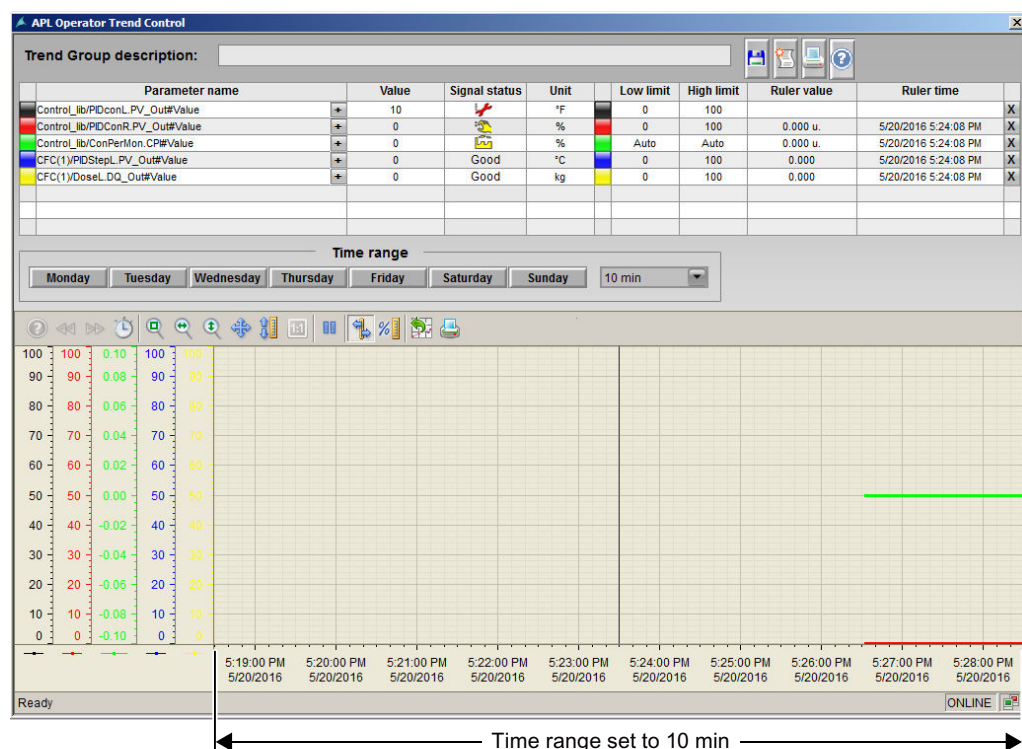 APL Operator Trend Control
Trend Group description:
Parameter name Value Signal status Unit Low limit High limit Ruler value Ruler time
Control_lib/PIDconL.PV_Out#Value + 10 °F 0 100 X
Control_lib/PIDConR.PV_Out#Value + 0 % 0 100 0.000 u. 5/20/2016 5:24:08 PM X
Control_lib/ConPerMon.CPI#Value + 0 % Auto Auto 0.000 u. 5/20/2016 5:24:08 PM X
CFC(1)/PIDStepL.PV_Out#Value + 0 Good °C 0 100 0.000 5/20/2016 5:24:08 PM X
CFC(1)/DoseL.DQ_Out#Value + 0 Good kg 0 100 0.000 5/20/2016 5:24:08 PM X
Time range
Monday Tuesday Wednesday Thursday Friday Saturday Sunday 10 min
100 100 0.10 100 100
90 90 0.08 90 90
80 80 0.06 80 80
70 70 0.04 70 70
60 60 0.02 60 60
50 50 0.00 50 50
40 40 -0.02 40 40
30 30 -0.04 30 30
20 20 -0.06 20 20
10 10 -0.08 10 10
0 0 -0.10 0 0
5:19:00 PM 5:20:00 PM 5:21:00 PM 5:22:00 PM 5:23:00 PM 5:24:00 PM 5:25:00 PM 5:26:00 PM 5:27:00 PM 5:28:00 PM
5/20/2016 5/20/2016 5/20/2016 5/20/2016 5/20/2016 5/20/2016 5/20/2016 5/20/2016 5/20/2016 5/20/2016
Ready ONLINE
Time range set to 10 min